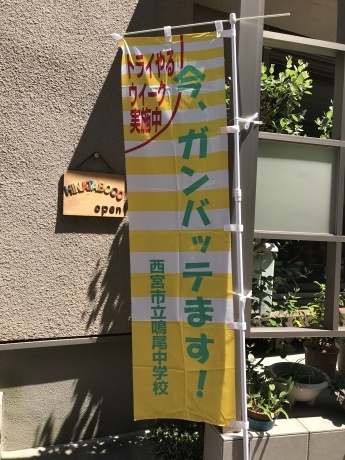 トライやる
ウィーク
実施中
今、ガンバッテます！
西宮市立鳴尾中学校
HINATABOCO
open